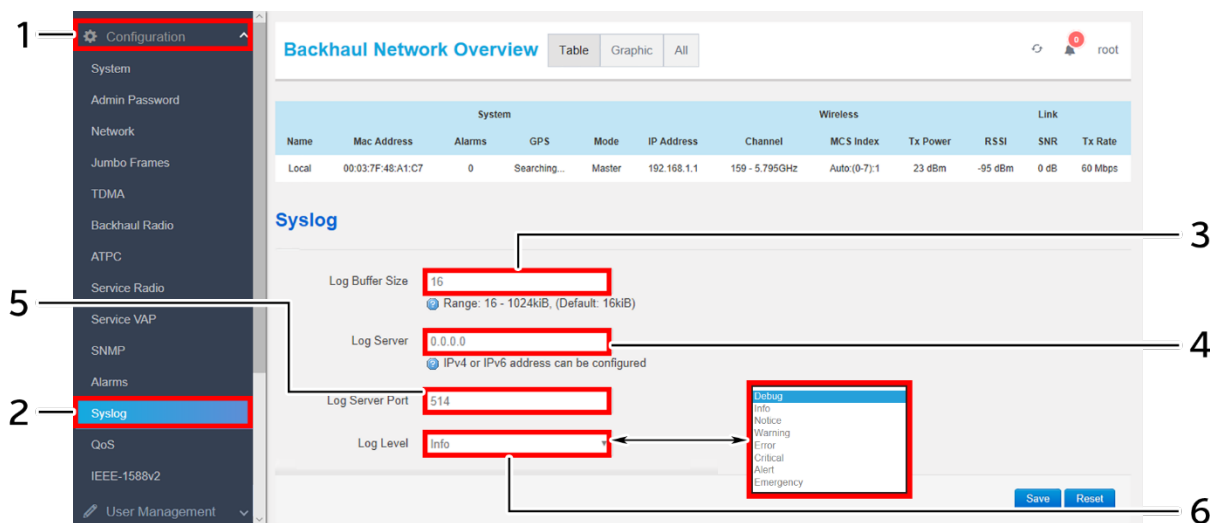 1
Configuration
System
Admin Password
Network
Jumbo Frames
TDMA
Backhaul Radio
ATPC
Service Radio
Service VAP
SNMP
Alarms
2
Syslog
QoS
IEEE-1588v2
User Management
Backhaul Network Overview Table Graphic All 0 root
System Wireless Link
Name Mac Address Alarms GPS Mode IP Address Channel MCS Index Tx Power RSSI SNR Tx Rate
Local 00:03:7F:48:A1:C7 0 Searching... Master 192.168.1.1 159 - 5.795GHz Auto:(0-7):1 23 dBm -95 dBm 0 dB 60 Mbps
Syslog
3
Log Buffer Size 16
Range: 16 - 1024kiB, (Default: 16kiB)
5
Log Server 0.0.0.0
4
IPv4 or IPv6 address can be configured
Log Server Port 514
Log Level Info
Debug
Info
Notice
Warning
Error
Critical
Alert
Emergency
Save Reset
6